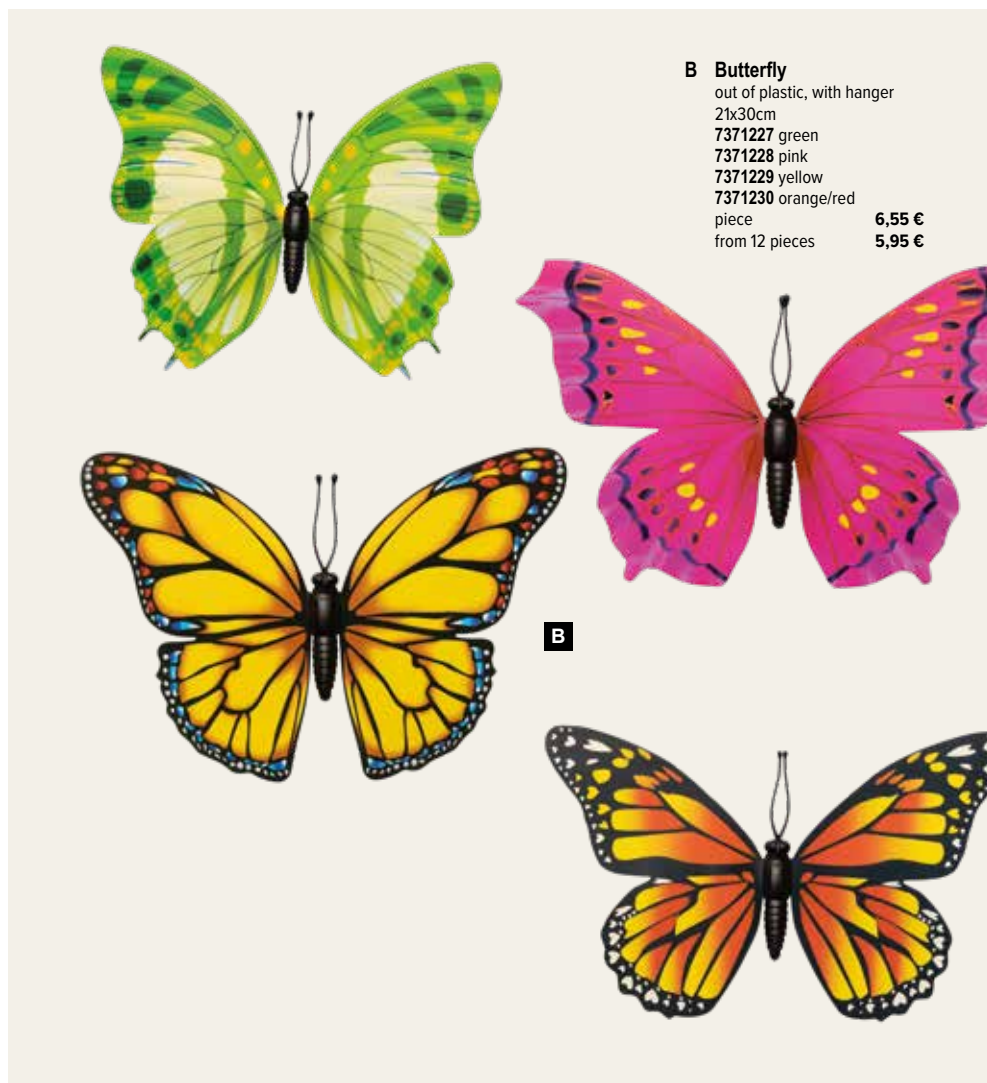 B Butterfly
out of plastic, with hanger
21x30cm
7371227 green
7371228 pink
7371229 yellow
7371230 orange/red
piece 6,55 €
from 12 pieces 5,95 €
B